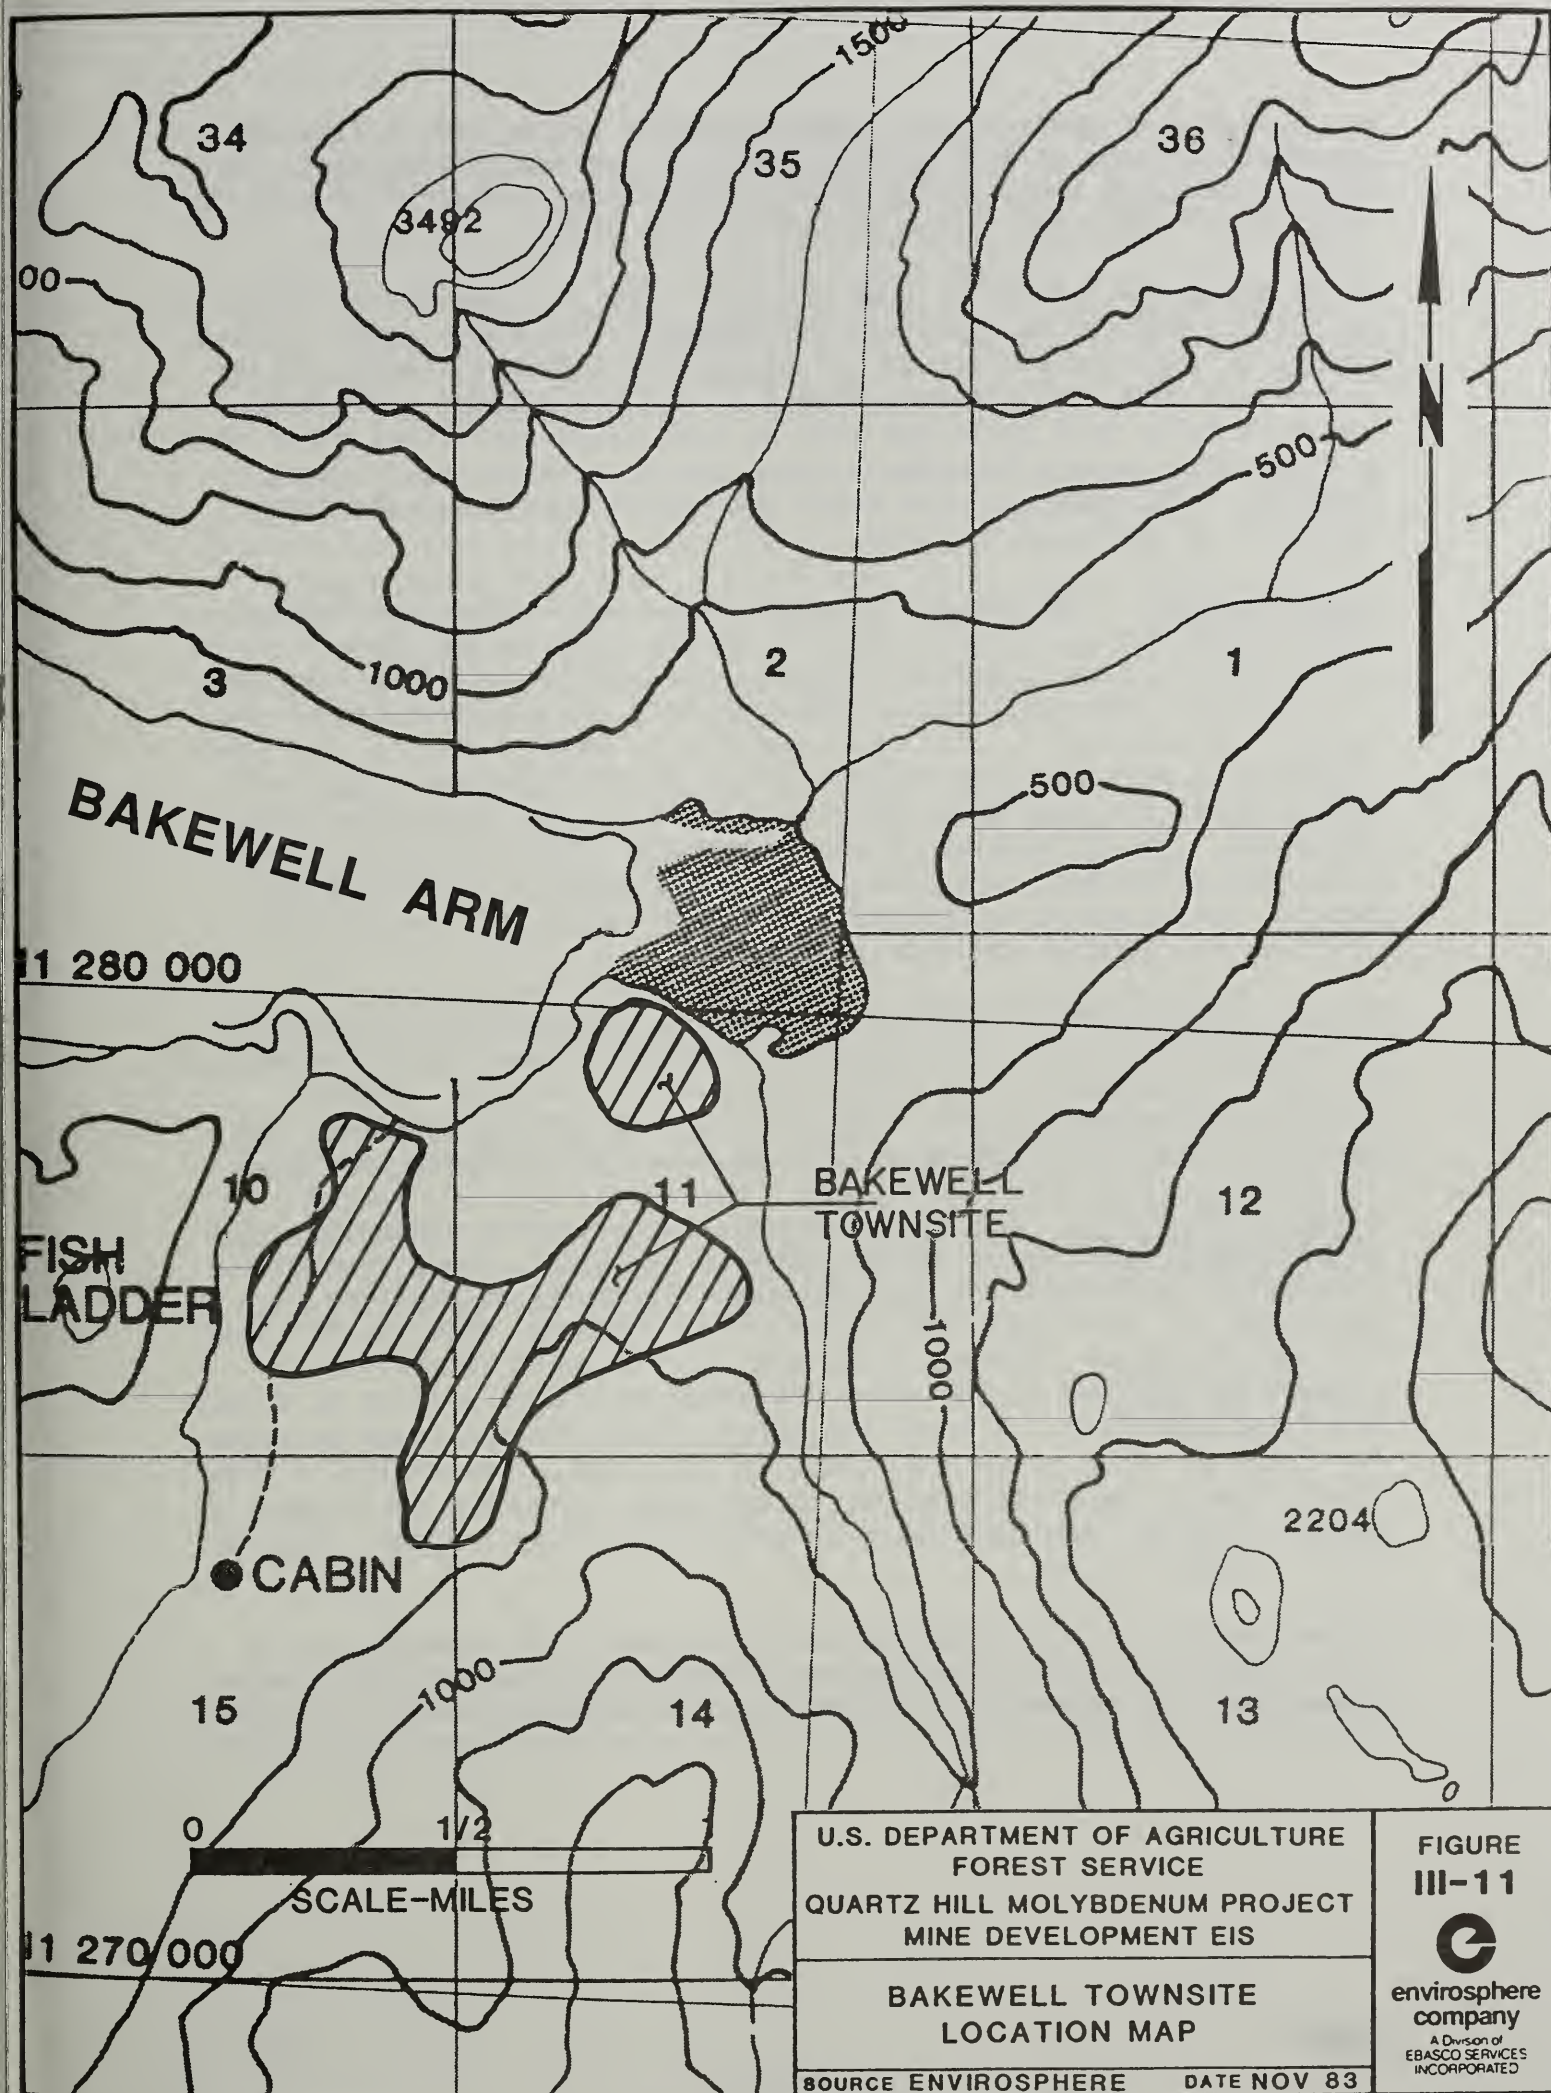 1500
34
35
36
3492
00
500
2
1
3
1000
500
BAKEWELL ARM
11 280 000
10
11
BAKEWELL
TOWNSITE
12
FISH
LADDER
1000
2204
CABIN
1000
15
14
13
0 1/2 1
SCALE-MILES
11 270 000
U.S. DEPARTMENT OF AGRICULTURE
FOREST SERVICE
QUARTZ HILL MOLYBDENUM PROJECT
MINE DEVELOPMENT EIS
BAKEWELL TOWNSITE
LOCATION MAP
SOURCE ENVIROSPHERE DATE NOV 83
FIGURE
III-11
e
envirosphere
company
A Division of
EBASCO SERVICES
INCORPORATED
N